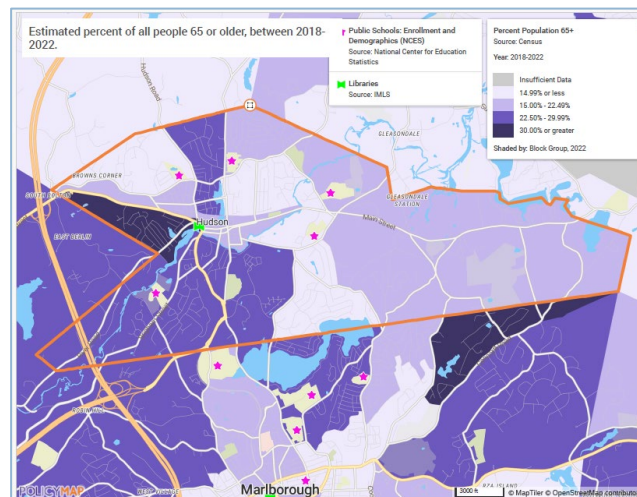 Estimated percent of all people 65 or older, between 2018-
2022.
Public Schools: Enrollment and
Demographics (NCES)
Source: National Center for Education
Statistics
Libraries
Source: IMLS
Percent Population 65+
Source: Census
Year: 2018-2022
Insufficient Data
14.99% or less
15.00% - 22.49%
22.50% - 29.99%
30.00% or greater
Shaded by: Block Group, 2022
Hudson Road
GLEASONDALE
BROWNS CORNER
GLEASONDALE
STATION
Main Street
Hudson
EAST BERLIN
Marlborough
POLICYMAP
3000 ft
© MapTiler © OpenStreetMap contributo